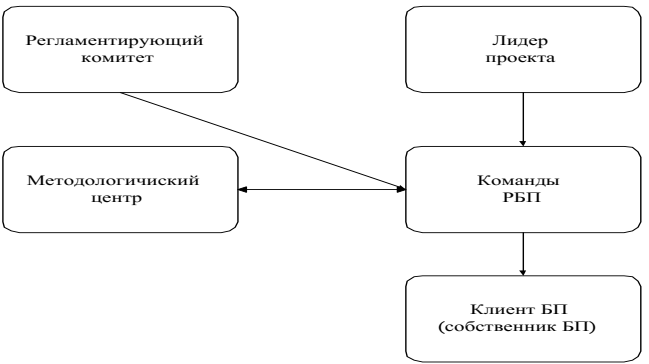 Регламентирующий
комитет
Лидер
проекта
Методологичиский
центр
Команды
РБП
Клиент БП
(собственник БП)